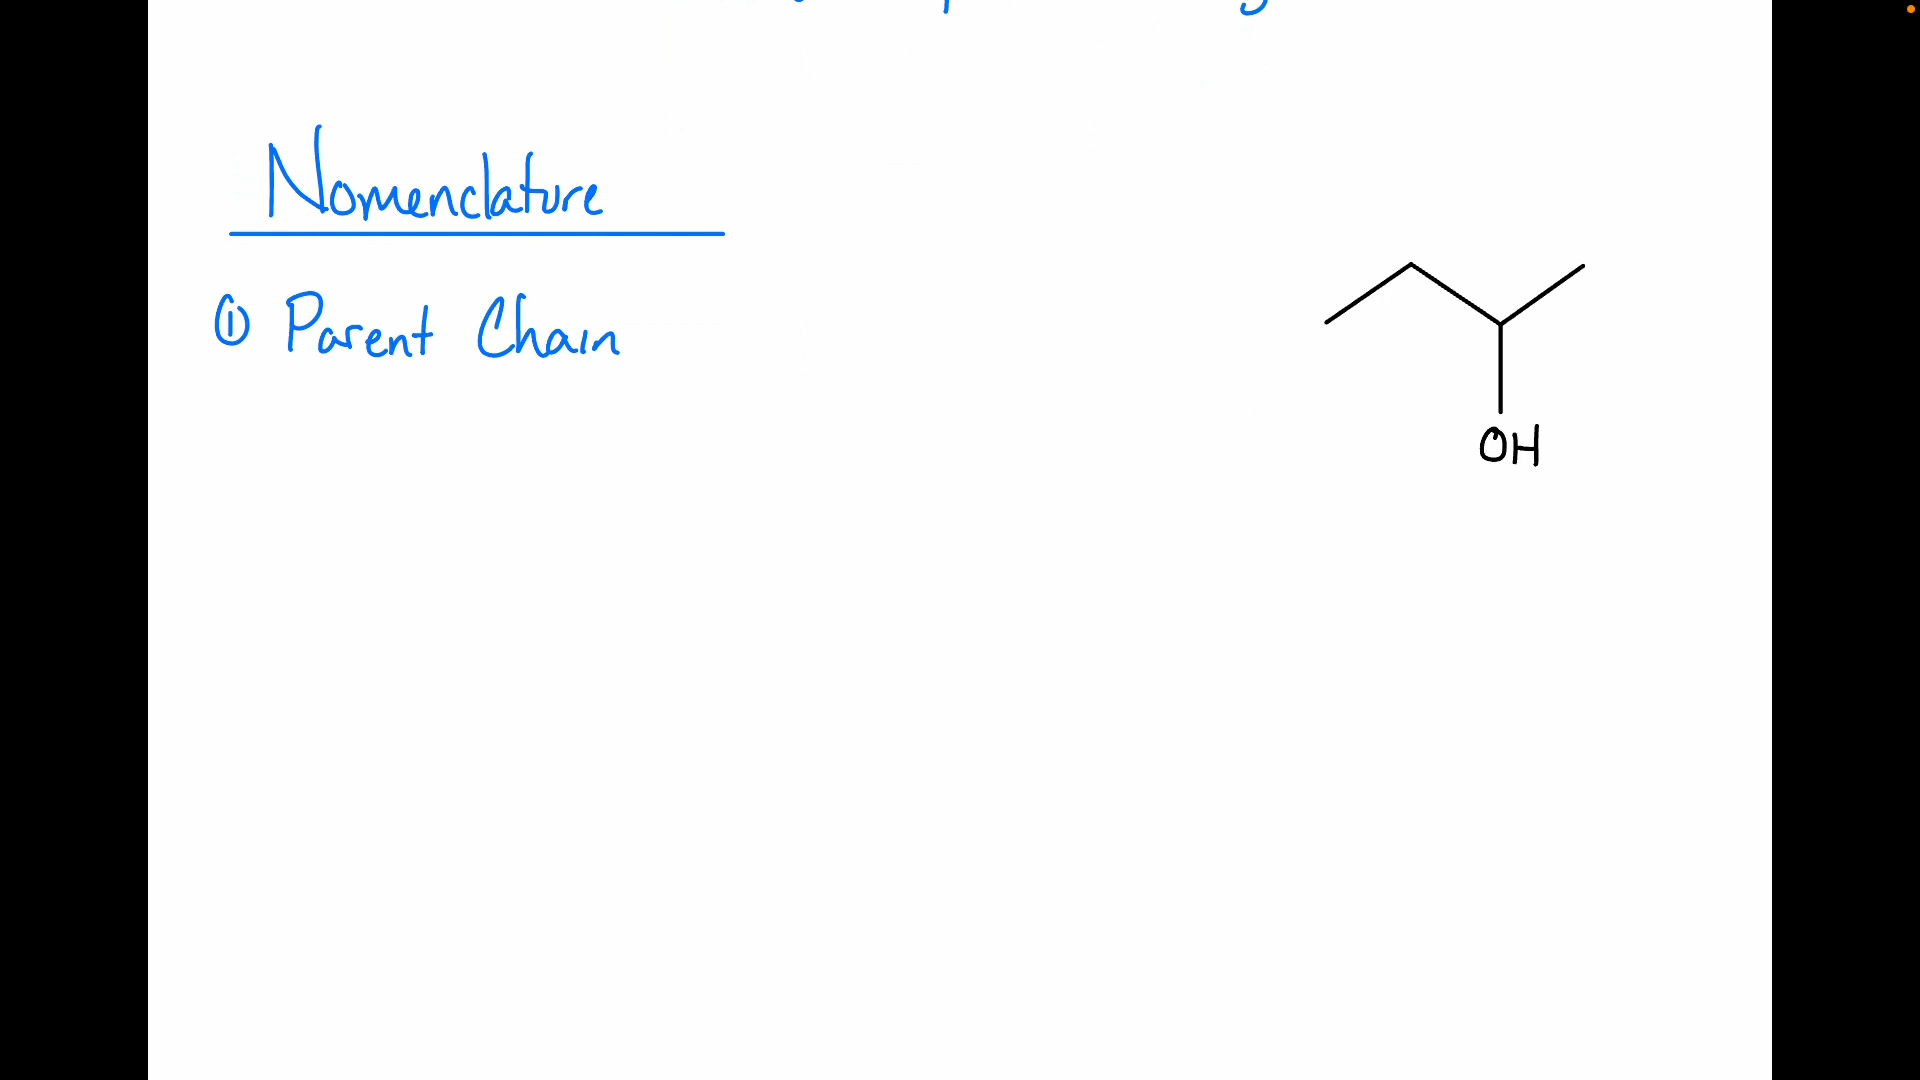 Nomenclature
① Parent Chain
OH